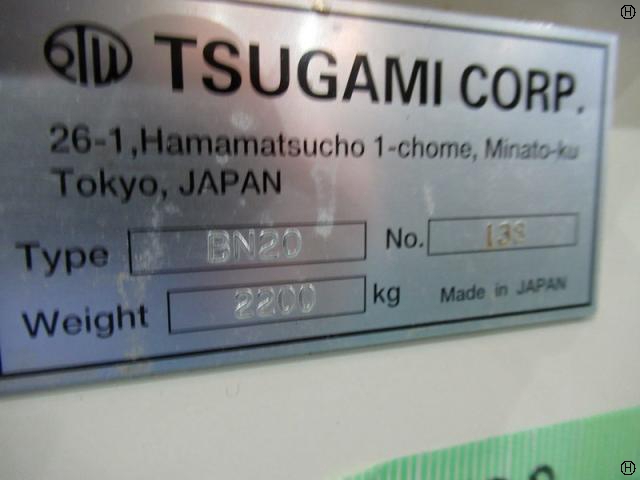 TSUGAMI CORP.
26-1,Hamamatsucho 1-chome, Minato-ku
Tokyo, JAPAN
Type BN20 No.
Weight 2200 kg Made in JAPAN